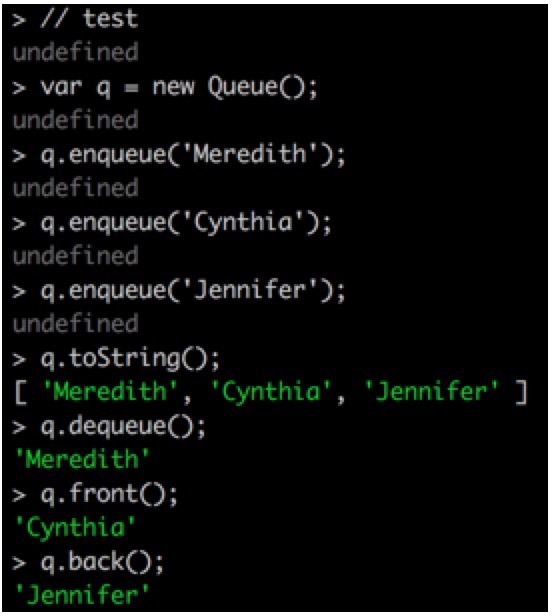 > // test
undefined
> var q = new Queue();
undefined
> q.enqueue('Meredith');
undefined
> q.enqueue('Cynthia');
undefined
> q.enqueue('Jennifer');
undefined
> q.toString();
[ 'Meredith', 'Cynthia', 'Jennifer' ]
> q.dequeue();
'Meredith'
> q.front();
'Cynthia'
> q.back();
'Jennifer'